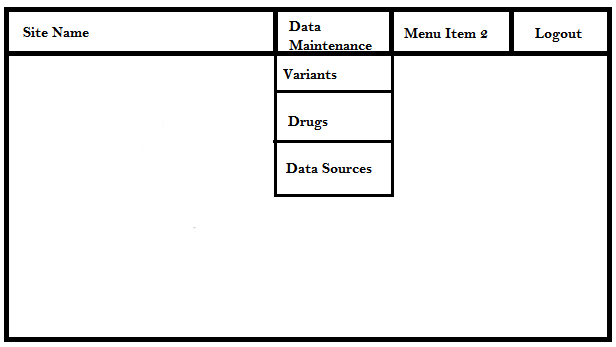 Site Name
Data
Maintenance
Menu Item 2
Logout
Variants
Drugs
Data Sources